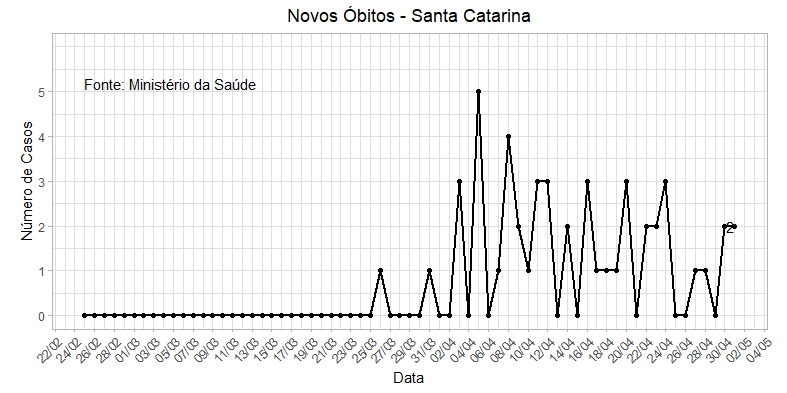 Novos Óbitos - Santa Catarina
Fonte: Ministério da Saúde
5
4
3
2
1
0
2
Número de Casos
22/02 24/02 26/02 28/02 01/03 03/03 05/03 07/03 09/03 11/03 13/03 15/03 17/03 19/03 21/03 23/03 25/03 27/03 29/03 31/03 02/04 04/04 06/04 08/04 10/04 12/04 14/04 16/04 18/04 20/04 22/04 24/04 26/04 28/04 30/04 02/05 04/05
Data